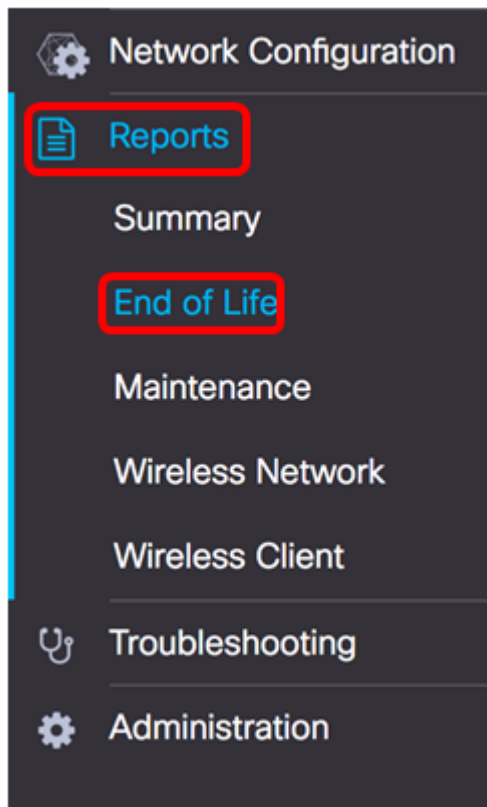 Network Configuration
Reports
Summary
End of Life
Maintenance
Wireless Network
Wireless Client
Troubleshooting
Administration